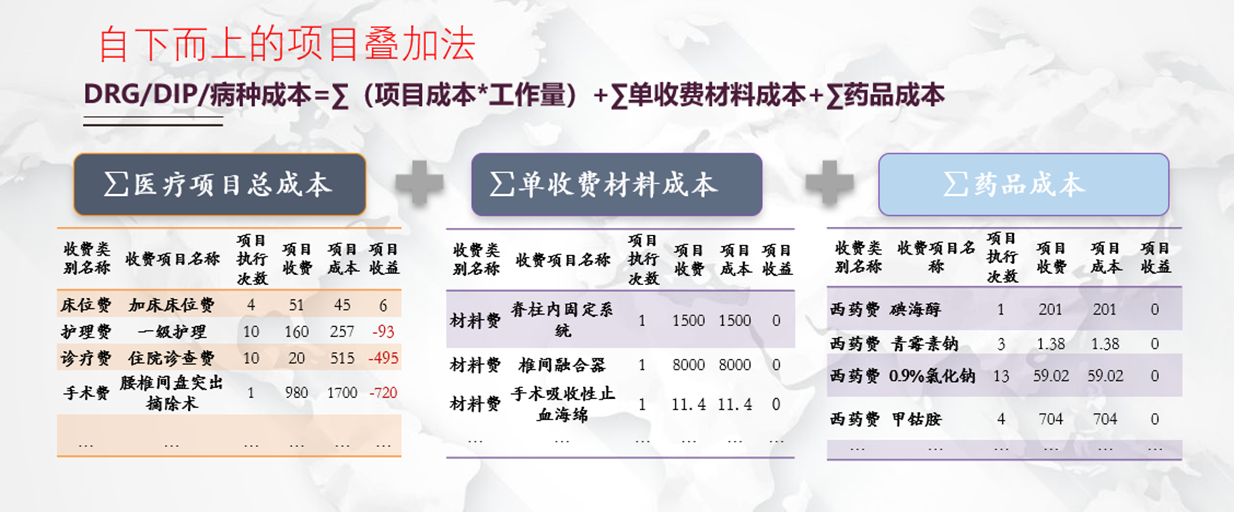 自下而上的项目叠加法
DRG/DIP/病种成本=∑（项目成本*工作量）+∑单收费材料成本+∑药品成本
∑医疗项目总成本
收费类别名称 收费项目名称 项目执行次数 项目收费 项目成本 项目收益
床位费 加床床位费 4 51 45 6
护理费 一级护理 10 160 257 -93
诊疗费 住院诊查费 10 20 515 -495
手术费 腰椎间盘突出摘除术 1 980 1700 -720
… … … … … …
∑单收费材料成本
收费类别名称 收费项目名称 项目执行次数 项目收费 项目成本 项目收益
材料费 脊柱内固定系统 1 1500 1500 0
材料费 椎间融合器 1 8000 8000 0
材料费 手术吸收性止血海绵 1 11.4 11.4 0
… … … … … …
∑药品成本
收费类别名称 收费项目名称 项目执行次数 项目收费 项目成本 项目收益
西药费 碘海醇 1 201 201 0
西药费 青霉素钠 3 1.38 1.38 0
西药费 0.9%氯化钠 13 59.02 59.02 0
西药费 甲钴胺 4 704 704 0
… … … … … …